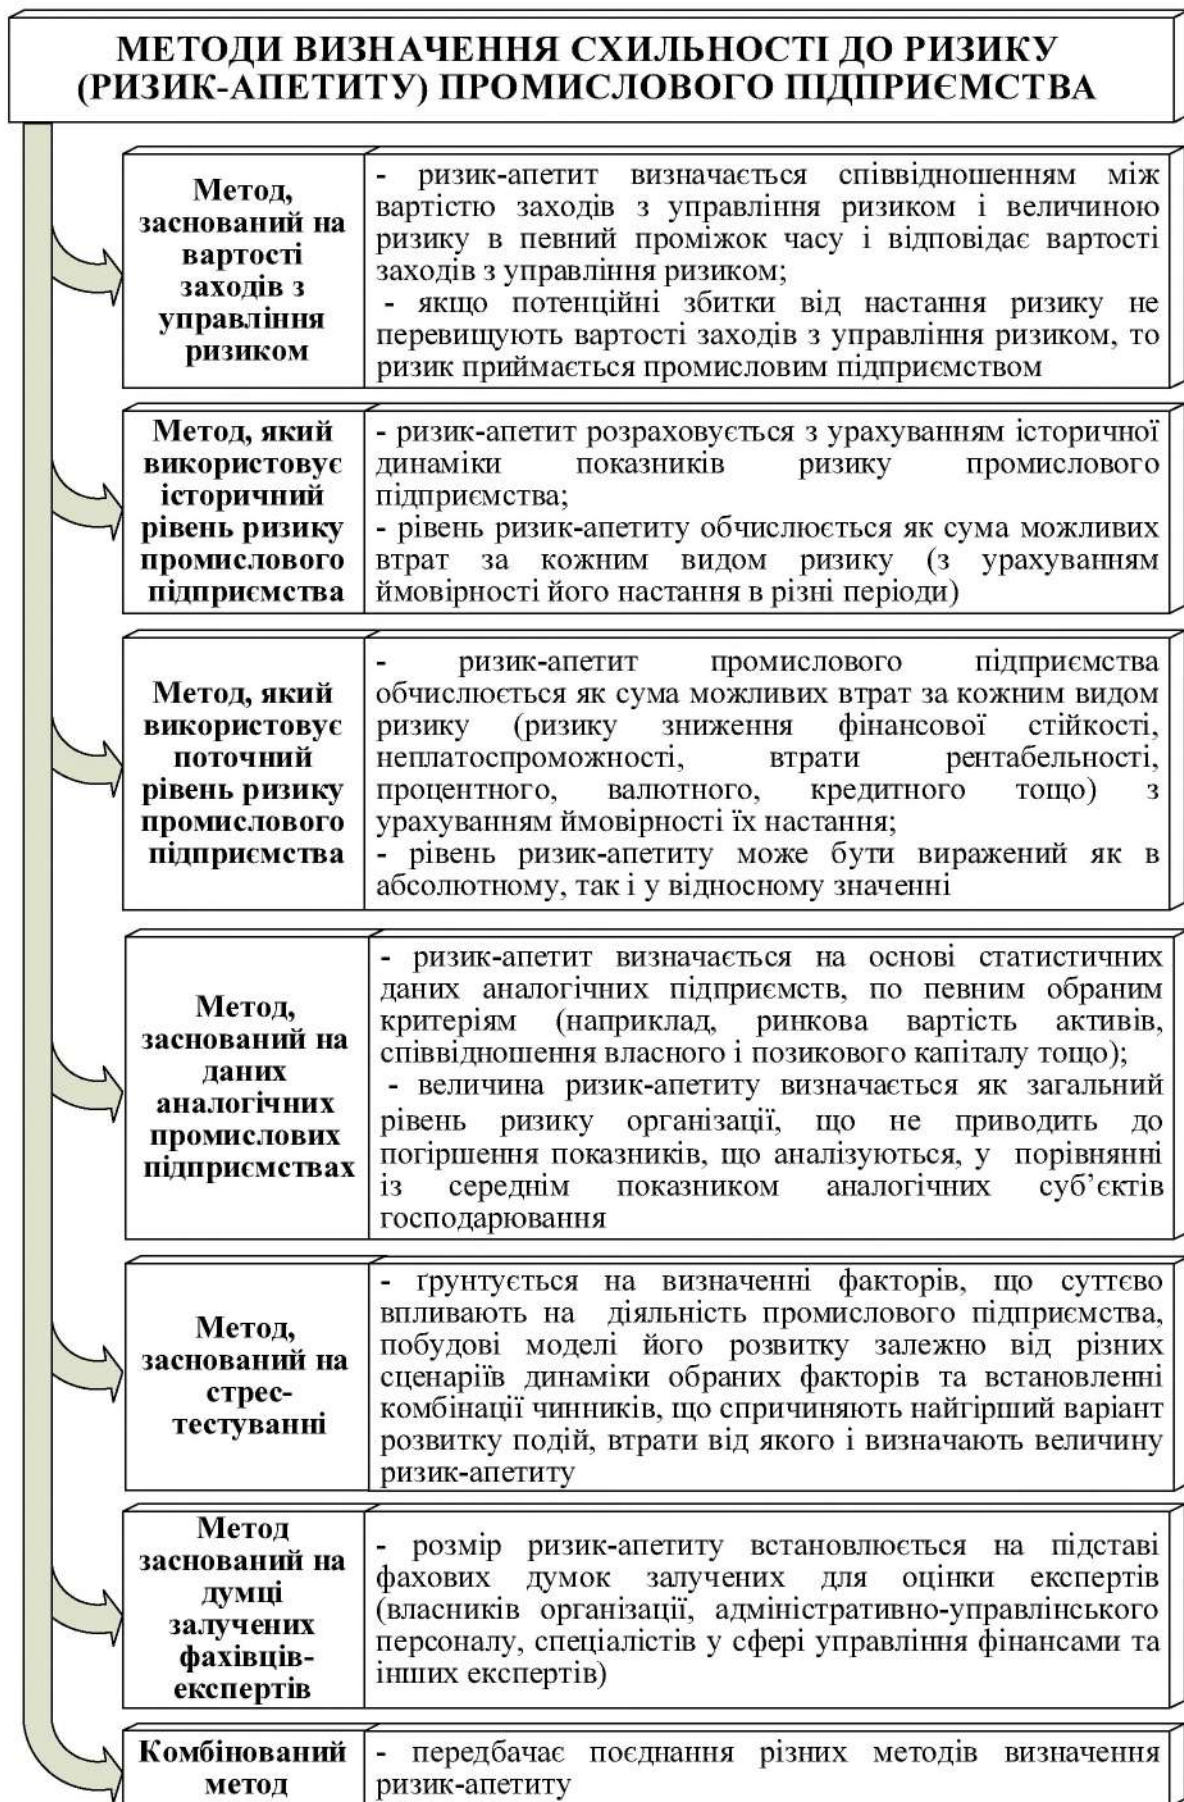 МЕТОДИ ВИЗНАЧЕННЯ СХИЛЬНОСТІ ДО РИЗИКУ
(РИЗИК-АПЕТИТУ) ПРОМИСЛОВОГО ПІДПРИЄМСТВА
Метод,
заснований на
вартості
заходів з
управління
ризиком
- ризик-апетит визначається співвідношенням між
вартістю заходів з управління ризиком і величиною
ризику в певний проміжок часу і відповідає вартості
заходів з управління ризиком;
- якщо потенційні збитки від настання ризику не
перевищують вартості заходів з управління ризиком, то
ризик приймається промисловим підприємством
Метод, який
використовує
історичний
рівень ризику
промислового
підприємства
- ризик-апетит розраховується з урахуванням історичної
динаміки показників ризику промислового
підприємства;
- рівень ризик-апетиту обчислюється як сума можливих
втрат за кожним видом ризику (з урахуванням
ймовірності його настання в різні періоди)
Метод, який
використовує
поточний
рівень ризику
промислового
підприємства
- ризик-апетит промислового підприємства
обчислюється як сума можливих втрат за кожним видом
ризику (ризику зниження фінансової стійкості,
неплатоспроможності, втрати рентабельності,
процентного, валютного, кредитного тощо) з
урахуванням ймовірності їх настання;
- рівень ризик-апетиту може бути виражений як в
абсолютному, так і у відносному значенні
Метод,
заснований на
даних
аналогічних
промислових
підприємствах
- ризик-апетит визначається на основі статистичних
даних аналогічних підприємств, по певним обраним
критеріям (наприклад, ринкова вартість активів,
співвідношення власного і позикового капіталу тощо);
- величина ризик-апетиту визначається як загальний
рівень ризику організації, що не приводить до
погіршення показників, що аналізуються, у порівнянні
із середнім показником аналогічних суб’єктів
господарювання
Метод,
заснований на
стрес-
тестуванні
- ґрунтується на визначенні факторів, що суттєво
впливають на діяльність промислового підприємства,
побудові моделі його розвитку залежно від різних
сценаріїв динаміки обраних факторів та встановленні
комбінації чинників, що спричиняють найгірший варіант
розвитку подій, втрати від якого і визначають величину
ризик-апетиту
Метод
заснований на
думці
залучених
фахівців-
експертів
- розмір ризик-апетиту встановлюється на підставі
фахових думок залучених для оцінки експертів
(власників організації, адміністративно-управлінського
персоналу, спеціалістів у сфері управління фінансами та
інших експертів)
Комбінований
метод
- передбачає поєднання різних методів визначення
ризик-апетиту